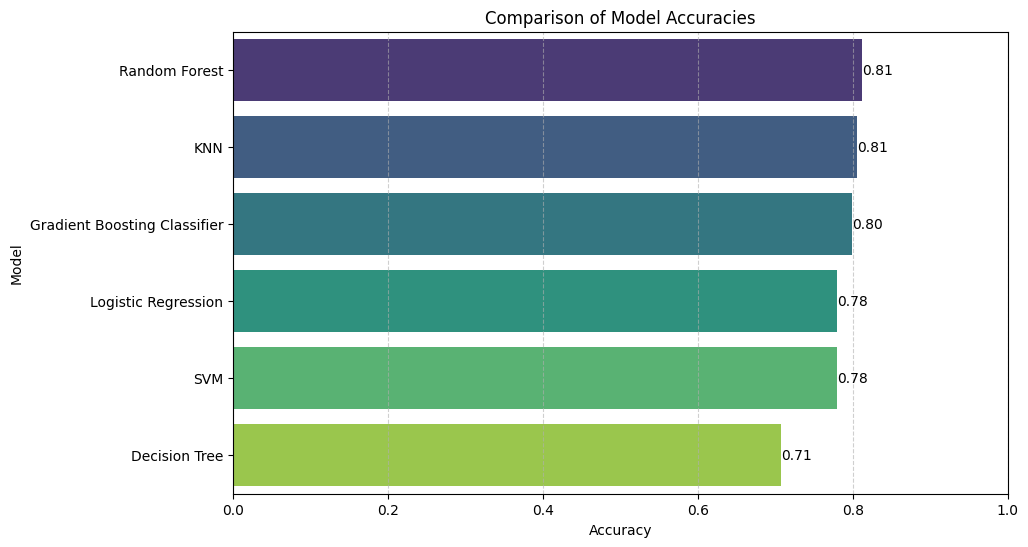 Comparison of Model Accuracies
Random Forest 0.81
KNN 0.81
Gradient Boosting Classifier 0.80
Logistic Regression 0.78
SVM 0.78
Decision Tree 0.71
Model
0.0 0.2 0.4 0.6 0.8 1.0
Accuracy